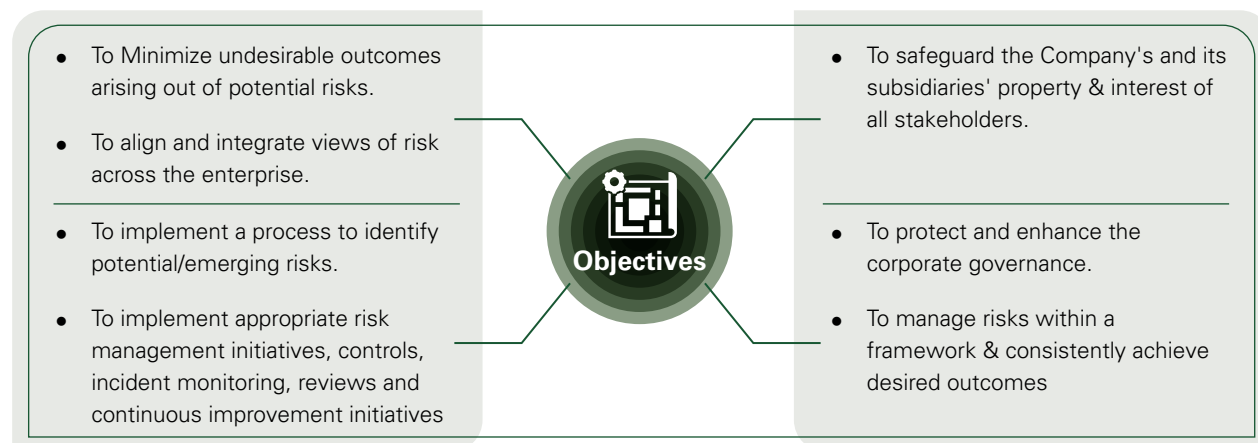 ● To Minimize undesirable outcomes
arising out of potential risks.
● To align and integrate views of risk
across the enterprise.
● To implement a process to identify
potential/emerging risks.
● To implement appropriate risk
management initiatives, controls,
incident monitoring, reviews and
continuous improvement initiatives
Objectives
● To safeguard the Company's and its
subsidiaries' property & interest of
all stakeholders.
● To protect and enhance the
corporate governance.
● To manage risks within a
framework & consistently achieve
desired outcomes